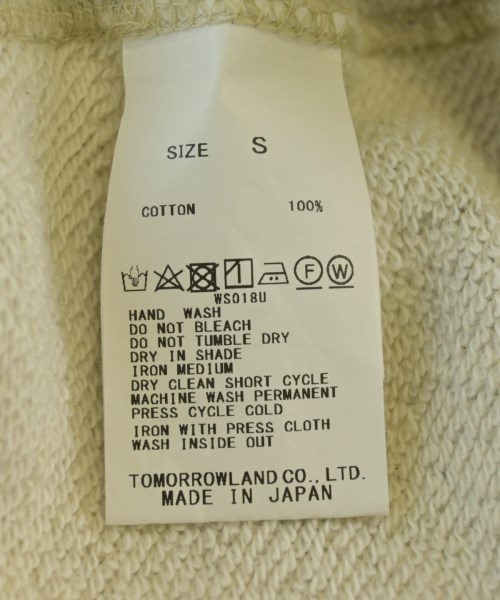 SIZE S
COTTON 100%
F W
WS018U
HAND WASH
DO NOT BLEACH
DO NOT TUMBLE DRY
DRY IN SHADE
IRON MEDIUM
DRY CLEAN SHORT CYCLE
MACHINE WASH PERMANENT
PRESS CYCLE COLD
IRON WITH PRESS CLOTH
WASH INSIDE OUT
TOMORROWLAND CO., LTD.
MADE IN JAPAN